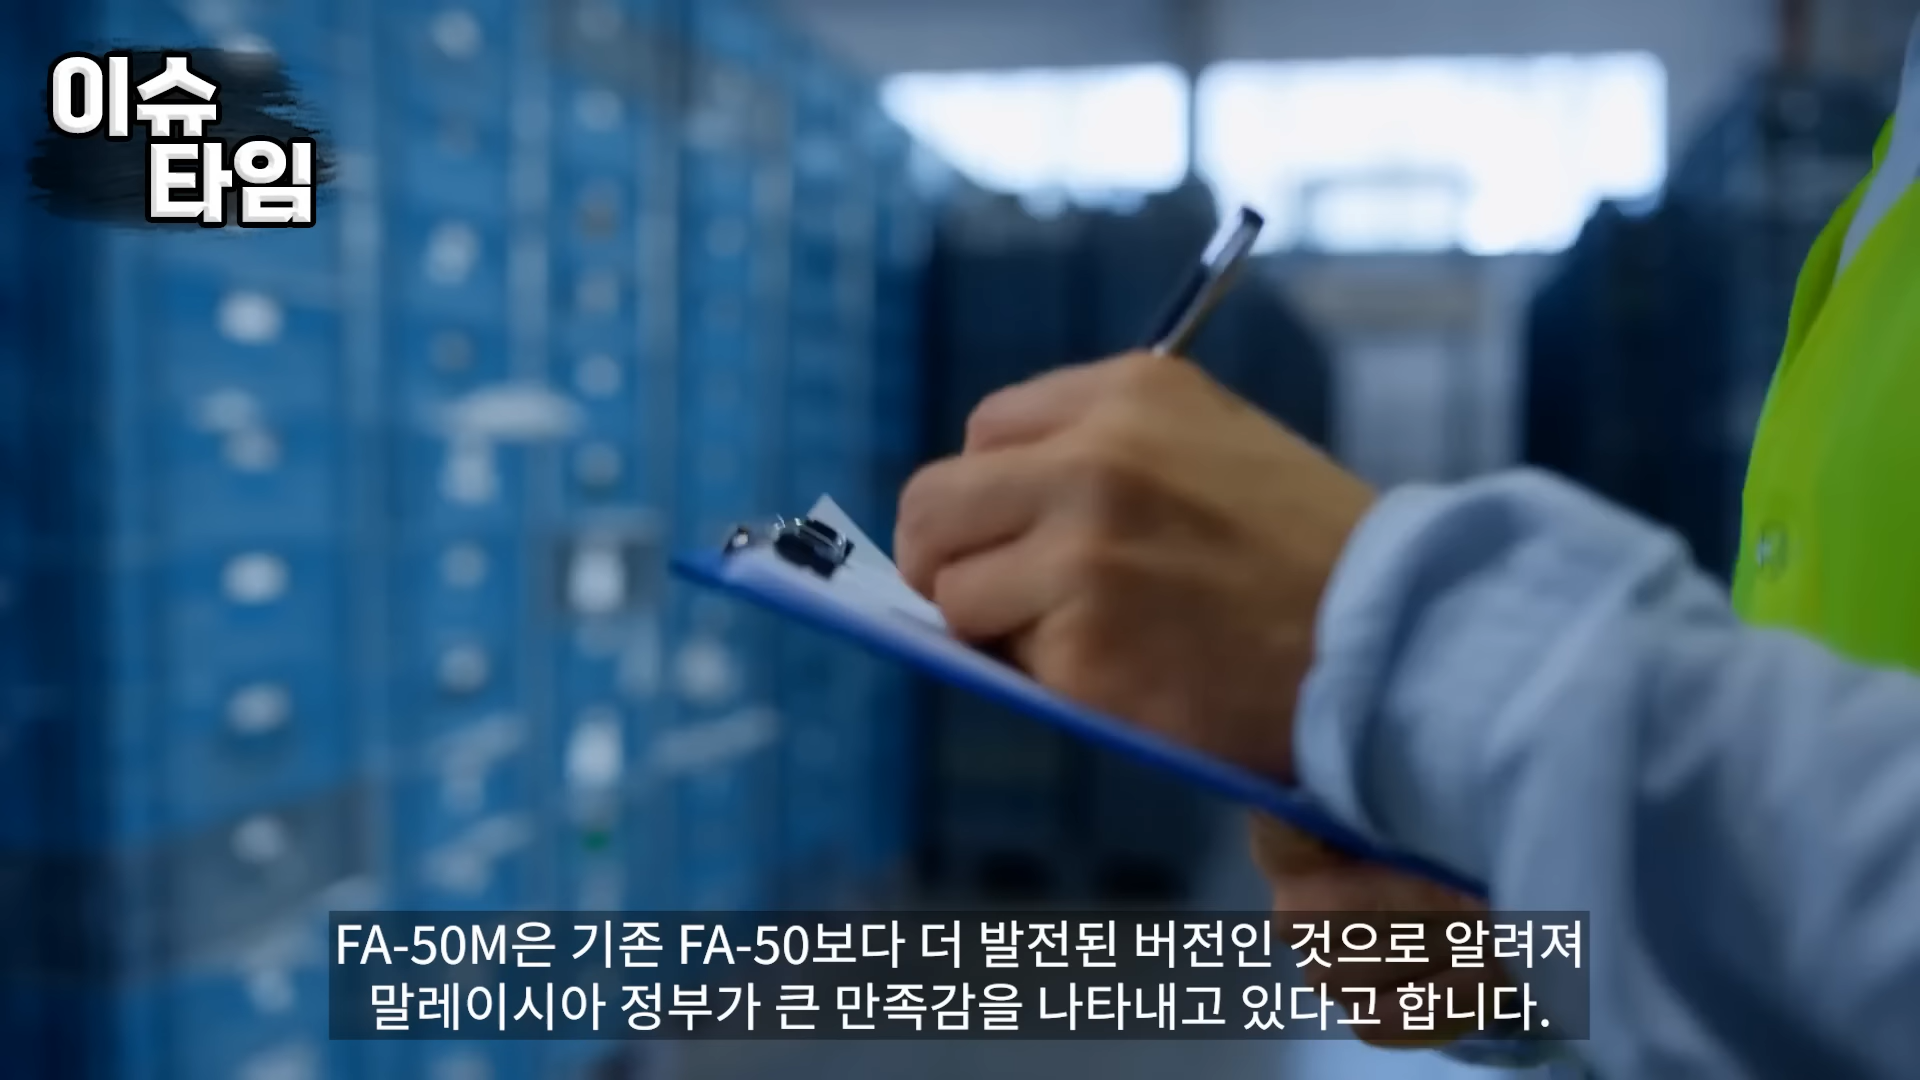 이슈
타임
FA-50M은 기존 FA-50보다 더 발전된 버전인 것으로 알려져
말레이시아 정부가 큰 만족감을 나타내고 있다고 합니다.